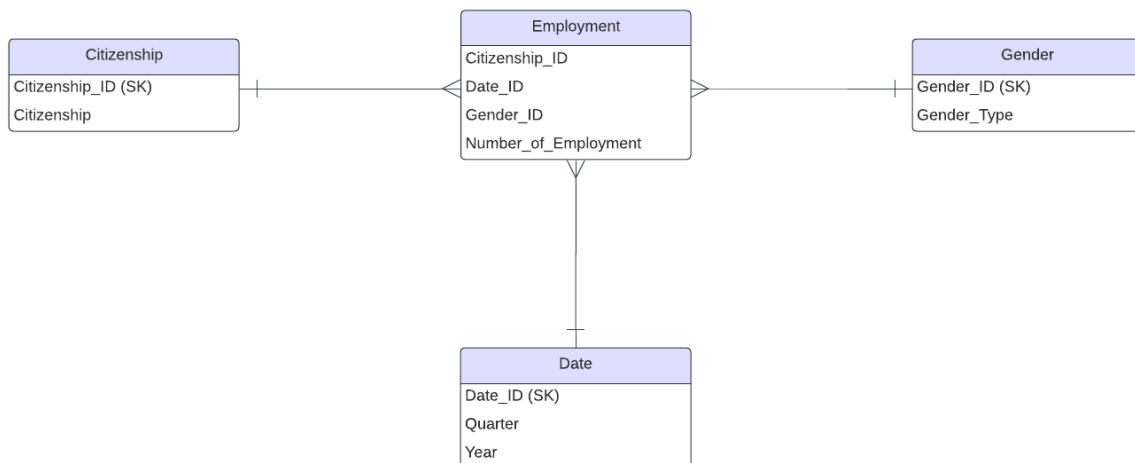 Employment
Citizenship_ID
Date_ID
Gender_ID
Number_of_Employment
Citizenship
Citizenship_ID (SK)
Citizenship
Gender
Gender_ID (SK)
Gender_Type
Date
Date_ID (SK)
Quarter
Year